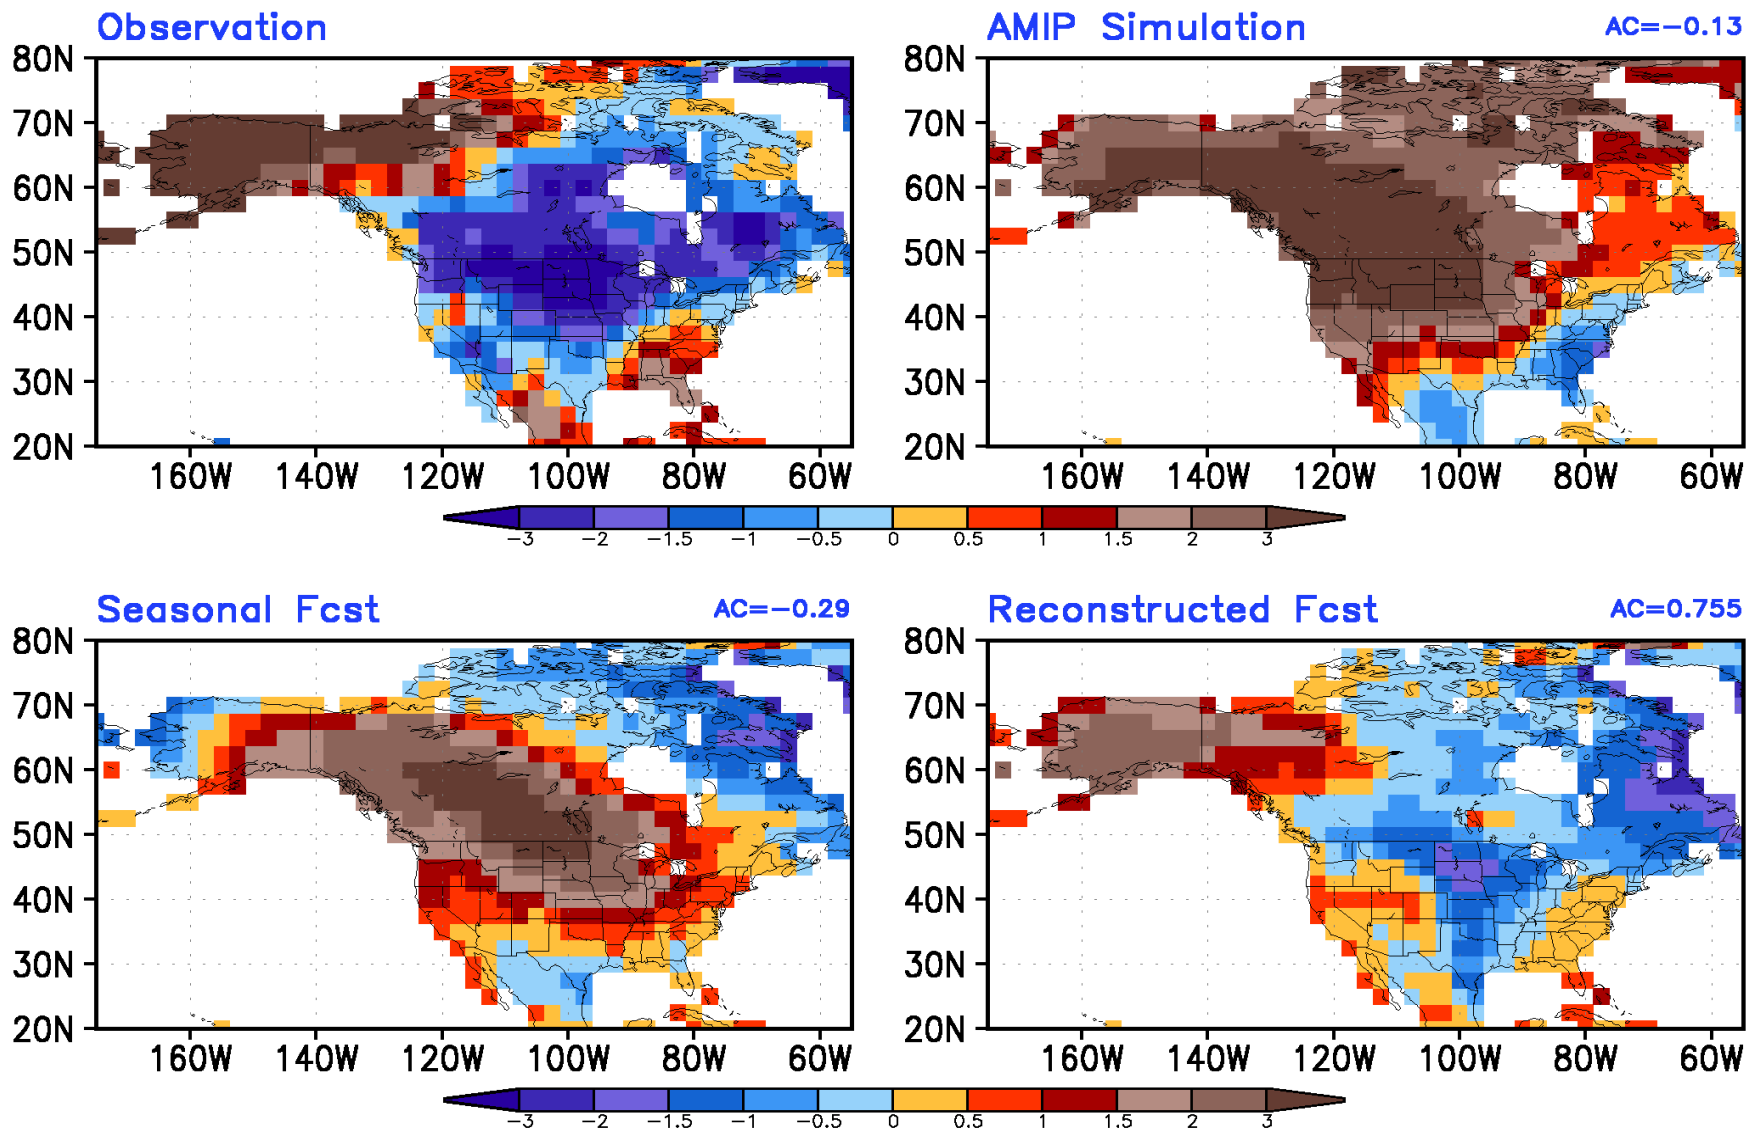 Observation
AMIP Simulation AC=−0.13
80N 80N
70N 70N
60N 60N
50N 50N
40N 40N
30N 30N
20N 20N
160W 140W 120W 100W 80W 60W 160W 140W 120W 100W 80W 60W
−3 −2 −1.5 −1 −0.5 0 0.5 1 1.5 2 3
Seasonal Fcst AC=−0.29
Reconstructed Fcst AC=0.755
80N 80N
70N 70N
60N 60N
50N 50N
40N 40N
30N 30N
20N 20N
160W 140W 120W 100W 80W 60W 160W 140W 120W 100W 80W 60W
−3 −2 −1.5 −1 −0.5 0 0.5 1 1.5 2 3